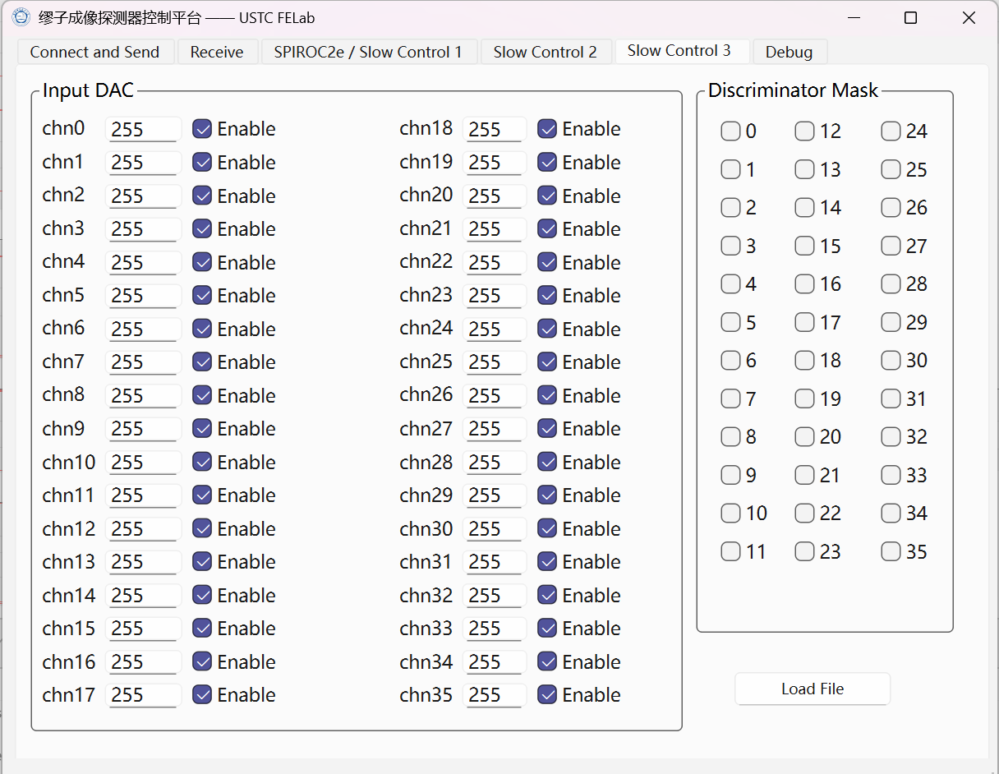 缪子成像探测器控制平台 —— USTC FELab
Connect and Send Receive SPIROC2e / Slow Control 1 Slow Control 2 Slow Control 3 Debug
Input DAC
chn0 255 Enable chn18 255 Enable
chn1 255 Enable chn19 255 Enable
chn2 255 Enable chn20 255 Enable
chn3 255 Enable chn21 255 Enable
chn4 255 Enable chn22 255 Enable
chn5 255 Enable chn23 255 Enable
chn6 255 Enable chn24 255 Enable
chn7 255 Enable chn25 255 Enable
chn8 255 Enable chn26 255 Enable
chn9 255 Enable chn27 255 Enable
chn10 255 Enable chn28 255 Enable
chn11 255 Enable chn29 255 Enable
chn12 255 Enable chn30 255 Enable
chn13 255 Enable chn31 255 Enable
chn14 255 Enable chn32 255 Enable
chn15 255 Enable chn33 255 Enable
chn16 255 Enable chn34 255 Enable
chn17 255 Enable chn35 255 Enable
Discriminator Mask
0 12 24
1 13 25
2 14 26
3 15 27
4 16 28
5 17 29
6 18 30
7 19 31
8 20 32
9 21 33
10 22 34
11 23 35
Load File